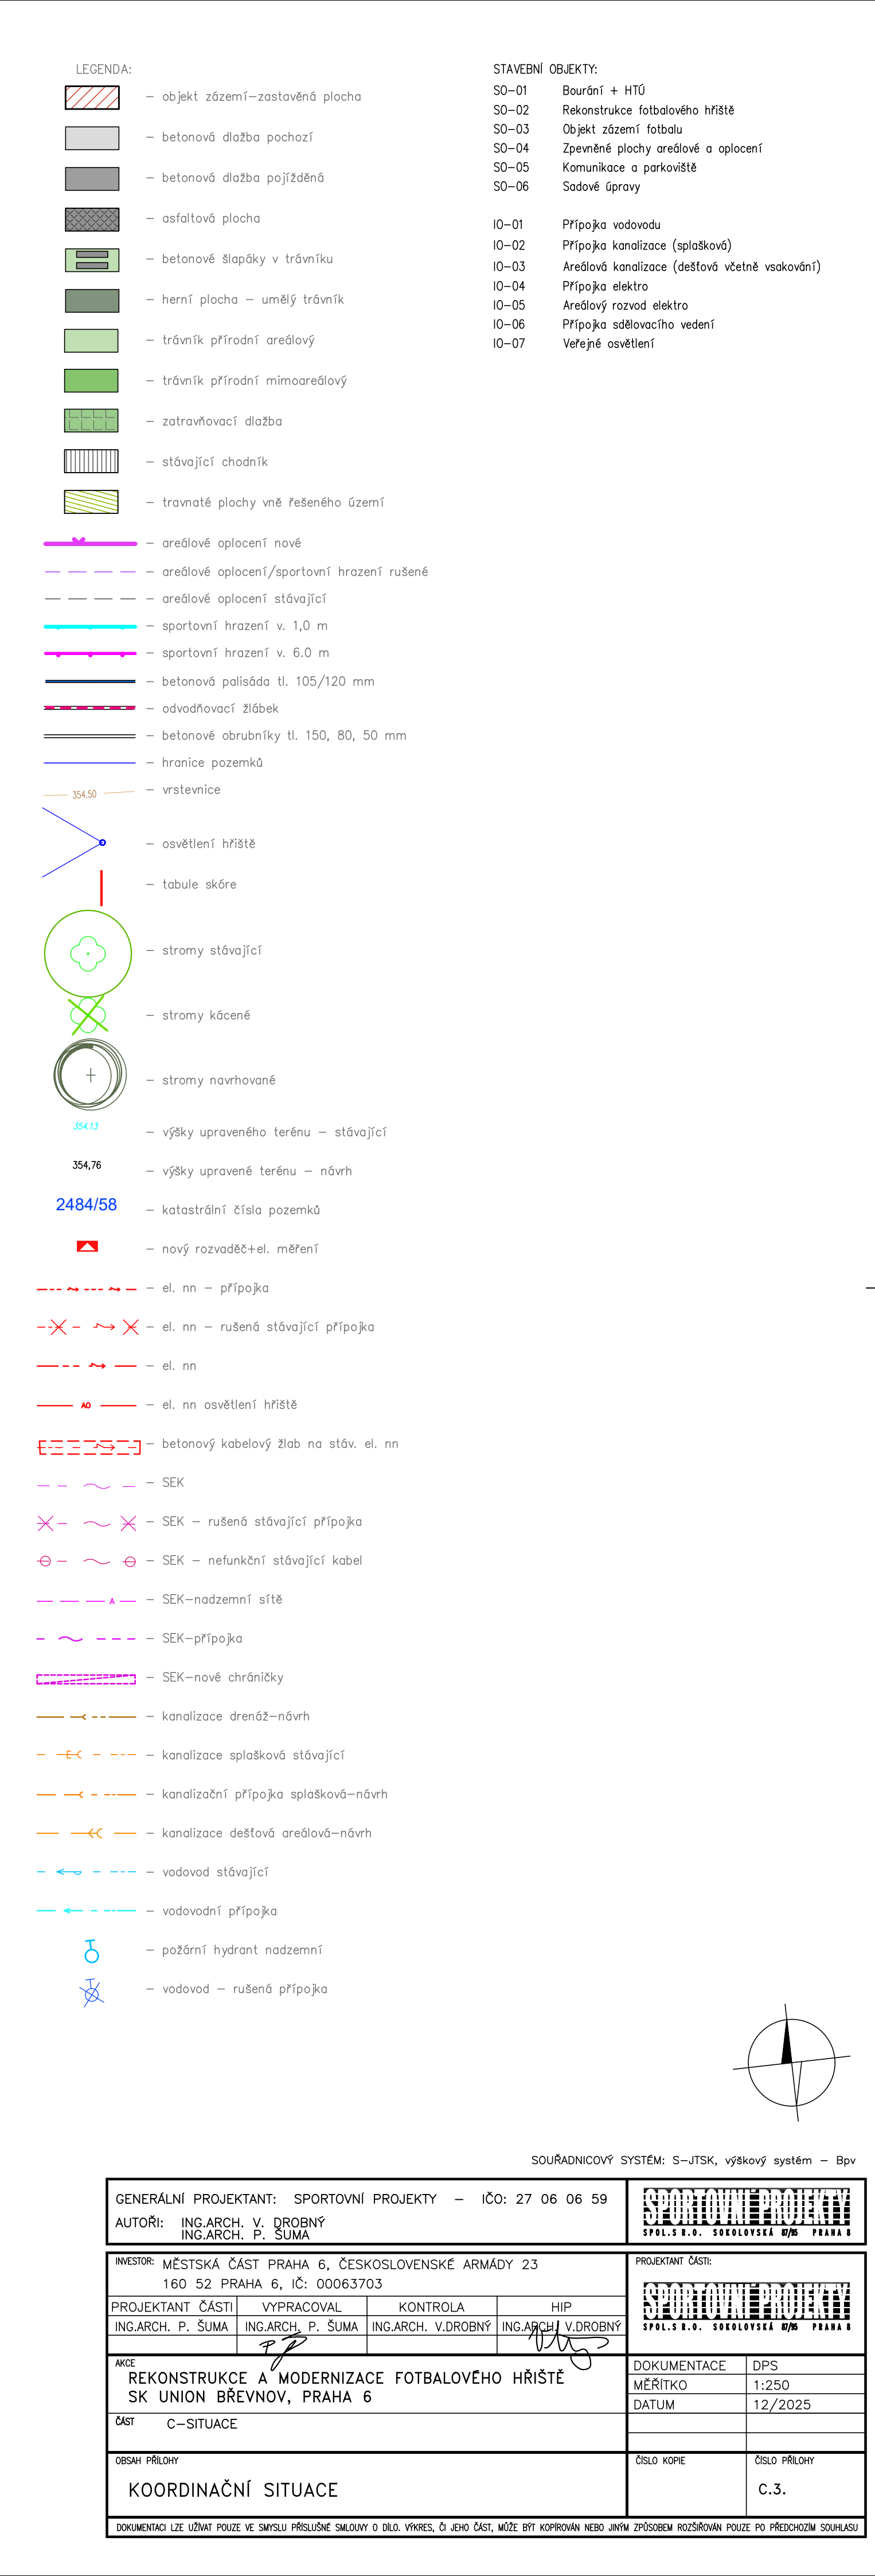 LEGENDA:
– objekt zázemí–zastavěná plocha
– betonová dlažba pochozí
– betonová dlažba pojížděná
– asfaltová plocha
– betonové šlapáky v trávníku
– herní plocha – umělý trávník
– trávník přírodní areálový
– trávník přírodní mimoareálový
– zatravňovací dlažba
– stávající chodník
– travnaté plochy vně řešeného území
– areálové oplocení nové
– areálové oplocení/sportovní hrazení rušené
– areálové oplocení stávající
– sportovní hrazení v. 1,0 m
– sportovní hrazení v. 6.0 m
– betonová palisáda tl. 105/120 mm
– odvodňovací žlábek
– betonové obrubníky tl. 150, 80, 50 mm
– hranice pozemků
354.50 – vrstevnice
– osvětlení hřiště
– tabule skóre
– stromy stávající
– stromy kácené
– stromy navrhované
354.13 – výšky upraveného terénu – stávající
354,76 – výšky upravené terénu – návrh
2484/58 – katastrální čísla pozemků
– nový rozvaděč+el. měření
– el. nn – přípojka
– el. nn – rušená stávající přípojka
– el. nn
AO – el. nn osvětlení hřiště
– betonový kabelový žlab na stáv. el. nn
– SEK
– SEK – rušená stávající přípojka
– SEK – nefunkční stávající kabel
A – SEK–nadzemní sítě
– SEK–přípojka
– SEK–nové chráničky
– kanalizace drenáž–návrh
– kanalizace splašková stávající
– kanalizační přípojka splašková–návrh
– kanalizace dešťová areálová–návrh
– vodovod stávající
– vodovodní přípojka
– požární hydrant nadzemní
– vodovod – rušená přípojka
STAVEBNÍ OBJEKTY:
SO–01 Bourání + HTÚ
SO–02 Rekonstrukce fotbalového hřiště
SO–03 Objekt zázemí fotbalu
SO–04 Zpevněné plochy areálové a oplocení
SO–05 Komunikace a parkoviště
SO–06 Sadové úpravy
IO–01 Přípojka vodovodu
IO–02 Přípojka kanalizace (splašková)
IO–03 Areálová kanalizace (dešťová včetně vsakování)
IO–04 Přípojka elektro
IO–05 Areálový rozvod elektro
IO–06 Přípojka sdělovacího vedení
IO–07 Veřejné osvětlení
SOUŘADNICOVÝ SYSTÉM: S–JTSK, výškový systém – Bpv
GENERÁLNÍ PROJEKTANT: SPORTOVNÍ PROJEKTY – IČO: 27 06 06 59
AUTOŘI: ING.ARCH. V. DROBNÝ
ING.ARCH. P. ŠUMA
SPORTOVNÍ PROJEKTY
SPOL.S R.O. SOKOLOVSKÁ 87/95 PRAHA 8
INVESTOR: MĚSTSKÁ ČÁST PRAHA 6, ČESKOSLOVENSKÉ ARMÁDY 23
160 52 PRAHA 6, IČ: 00063703
PROJEKTANT ČÁSTI:
SPORTOVNÍ PROJEKTY
SPOL.S R.O. SOKOLOVSKÁ 87/95 PRAHA 8
PROJEKTANT ČÁSTI VYPRACOVAL KONTROLA HIP
ING.ARCH. P. ŠUMA ING.ARCH. P. ŠUMA ING.ARCH. V.DROBNÝ ING.ARCH. V.DROBNÝ
AKCE
REKONSTRUKCE A MODERNIZACE FOTBALOVÉHO HŘIŠTĚ
SK UNION BŘEVNOV, PRAHA 6
DOKUMENTACE DPS
MĚŘÍTKO 1:250
DATUM 12/2025
ČÁST C–SITUACE
OBSAH PŘÍLOHY
KOORDINAČNÍ SITUACE
ČÍSLO KOPIE
ČÍSLO PŘÍLOHY
C.3.
DOKUMENTACI LZE UŽÍVAT POUZE VE SMYSLU PŘÍSLUŠNÉ SMLOUVY O DÍLO. VÝKRES, ČI JEHO ČÁST, MŮŽE BÝT KOPÍROVÁN NEBO JINÝM ZPŮSOBEM ROZŠIŘOVÁN POUZE PO PŘEDCHOZÍM SOUHLASU